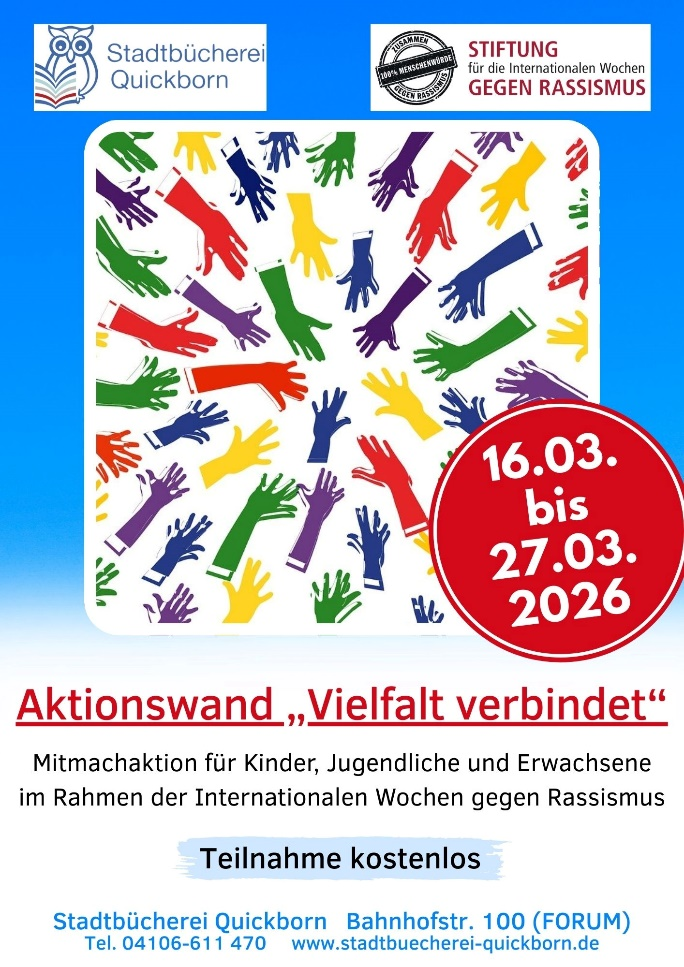 Stadtbücherei
Quickborn
ZUSAMMEN
100% MENSCHENWÜRDE
GEGEN RASSISMUS
STIFTUNG
für die Internationalen Wochen
GEGEN RASSISMUS
16.03.
bis
27.03.
2026
Aktionswand „Vielfalt verbindet“
Mitmachaktion für Kinder, Jugendliche und Erwachsene
im Rahmen der Internationalen Wochen gegen Rassismus
Teilnahme kostenlos
Stadtbücherei Quickborn Bahnhofstr. 100 (FORUM)
Tel. 04106-611 470 www.stadtbuecherei-quickborn.de